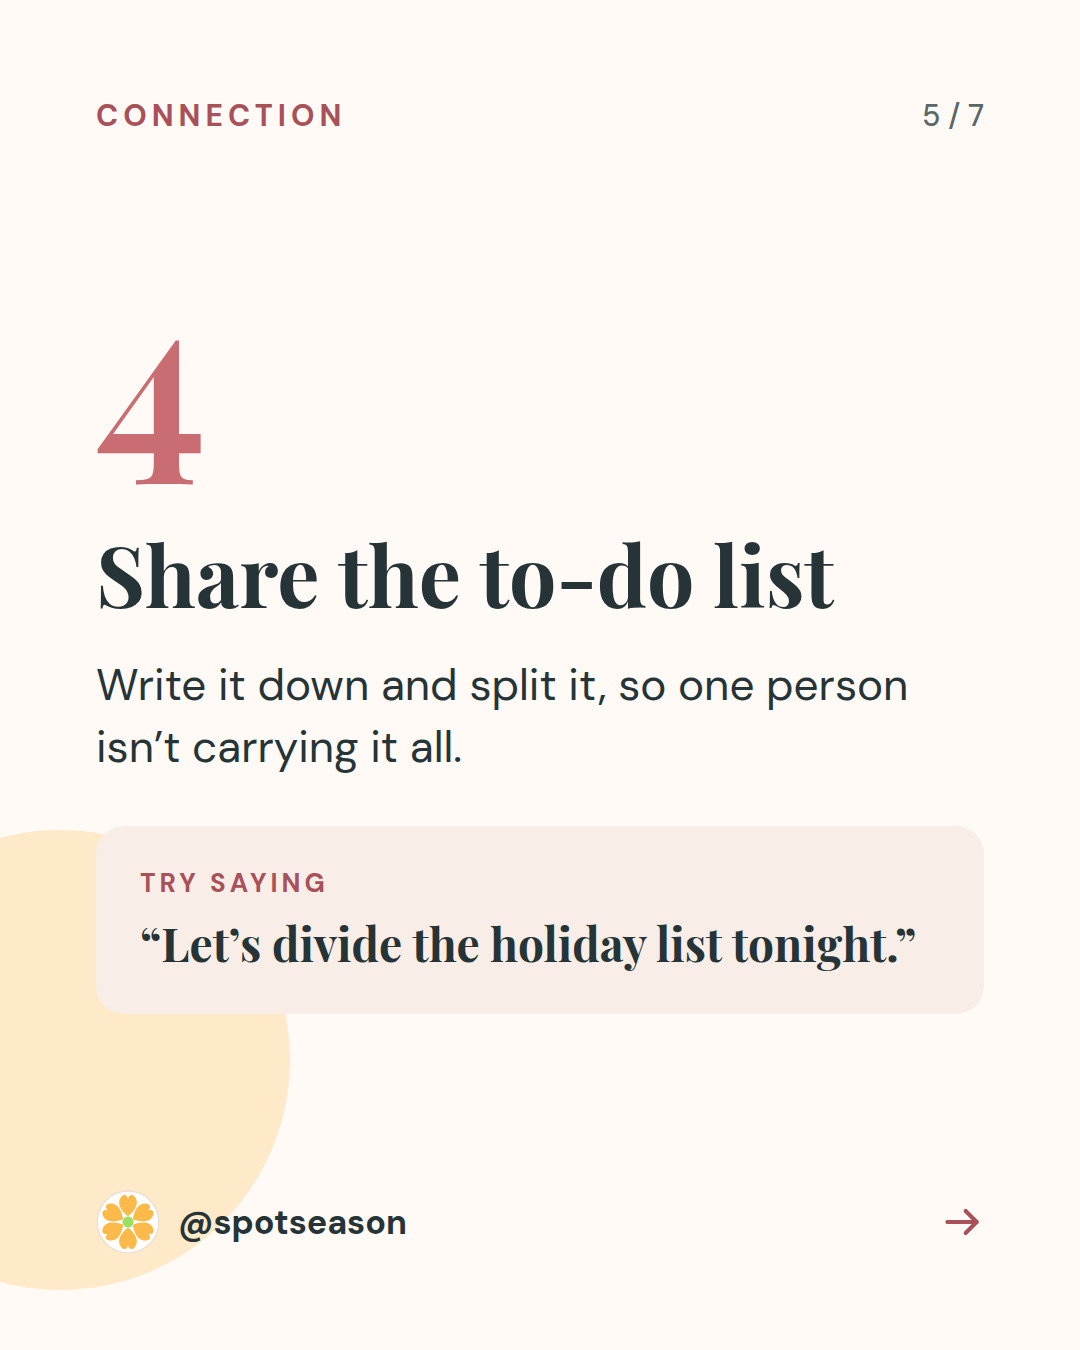 CONNECTION
5 / 7
4
Share the to-do list
Write it down and split it, so one person
isn’t carrying it all.
TRY SAYING
“Let’s divide the holiday list tonight.”
@spotseason